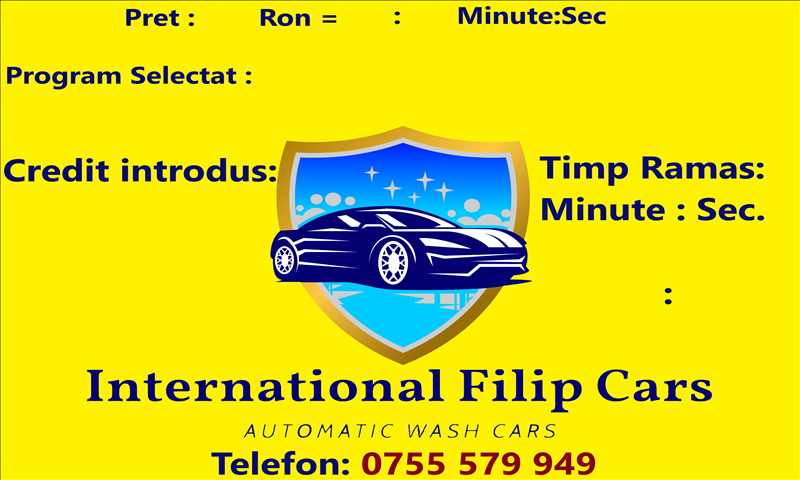 Pret : Ron = : Minute:Sec
Program Selectat :
Credit introdus:
Timp Ramas:
Minute : Sec.
:
International Filip Cars
AUTOMATIC WASH CARS
Telefon: 0755 579 949